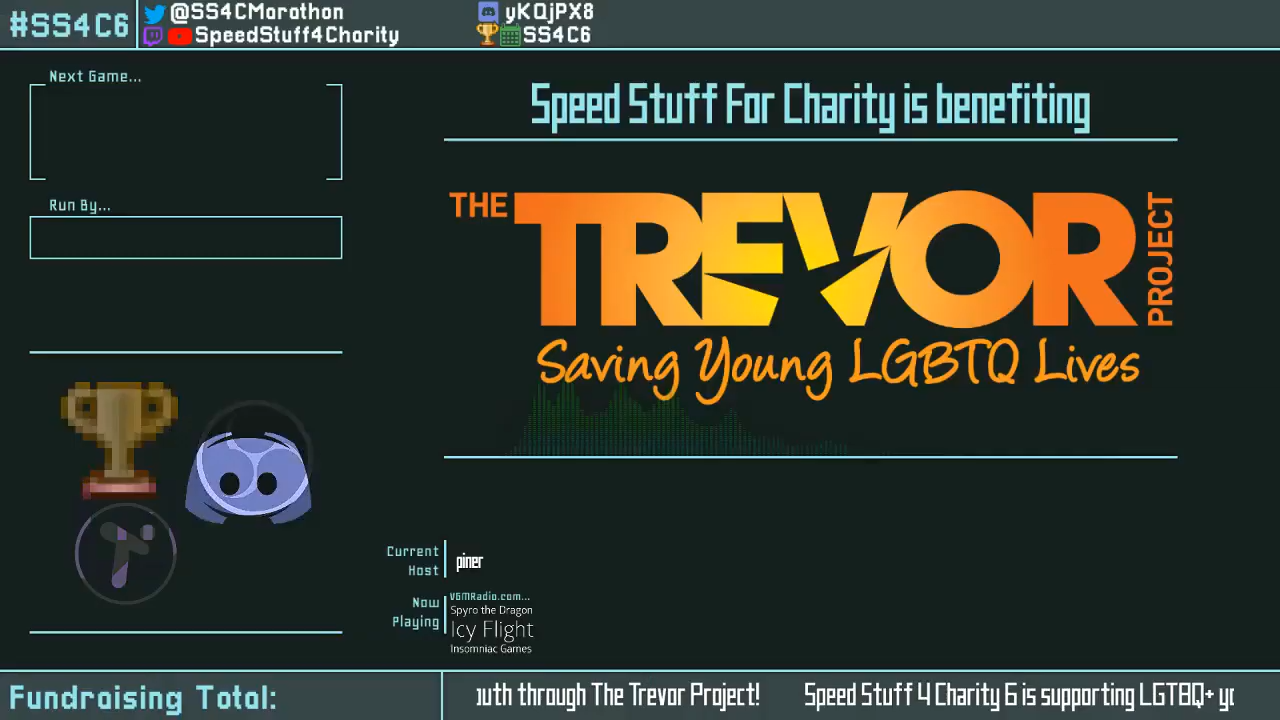 #SS4C6
@SS4CMarathon
SpeedStuff4Charity
yKQjPX8
SS4C6
Next Game...
Run By...
Speed Stuff For Charity is benefiting
THE TREVOR PROJECT
Saving Young LGBTQ Lives
Current Host
piner
Now Playing
VGMRadio.com...
Spyro the Dragon
Icy Flight
Insomniac Games
Fundraising Total:
through The Trevor Project! Speed Stuff 4 Charity 6 is supporting LGTBQ+